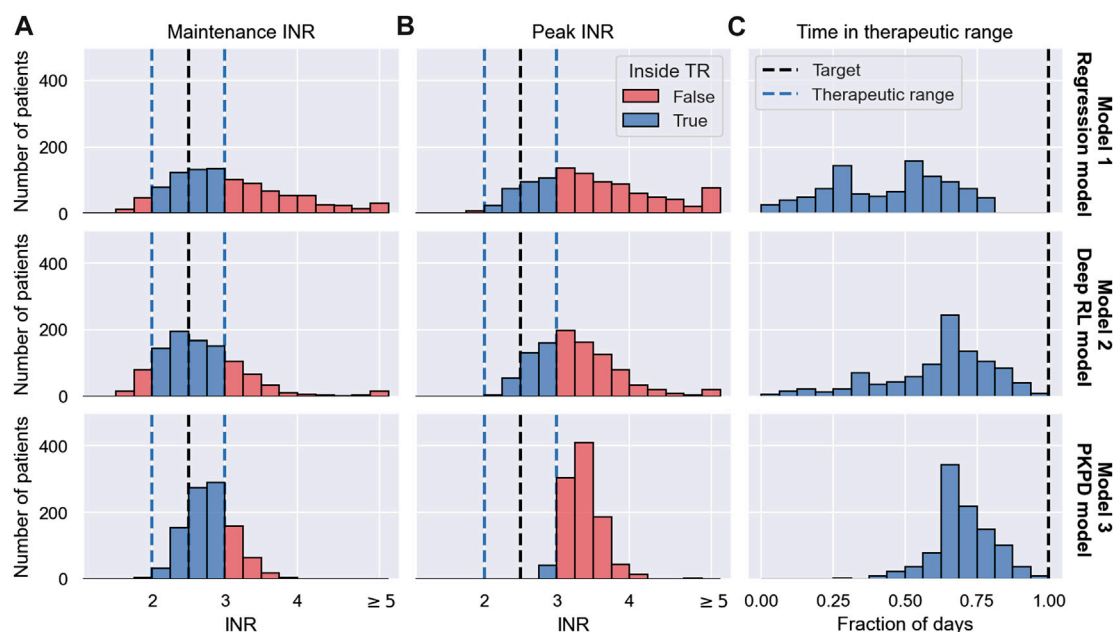 A
Maintenance INR
B
Peak INR
C
Time in therapeutic range
Number of patients
400
200
0
Inside TR
False
True
Target
Therapeutic range
Model 1
Regression model
Number of patients
400
200
0
Model 2
Deep RL model
Number of patients
400
200
0
Model 3
PKPD model
2
3
4
≥ 5
INR
2
3
4
≥ 5
INR
0.00
0.25
0.50
0.75
1.00
Fraction of days